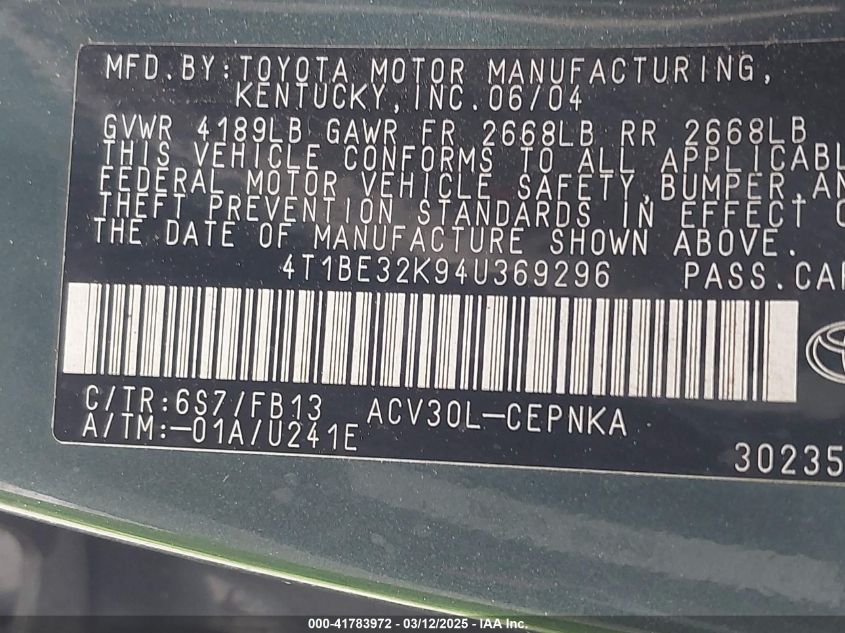 MFD.BY:TOYOTA MOTOR MANUFACTURING,
KENTUCKY,INC.06/04
GVWR 4189LB GAWR FR 2668LB RR 2668LB
THIS VEHICLE CONFORMS TO ALL APPLICABL
FEDERAL MOTOR VEHICLE SAFETY,BUMPER,AN
THEFT PREVENTION STANDARDS IN EFFECT O
THE DATE OF MANUFACTURE SHOWN ABOVE.
4T1BE32K94U369296 PASS.CAR
C/TR:6S7/FB13 ACV30L-CEPNKA
A/TM:-01A/U241E
30235
000-41783972 - 03/12/2025 - IAA Inc.